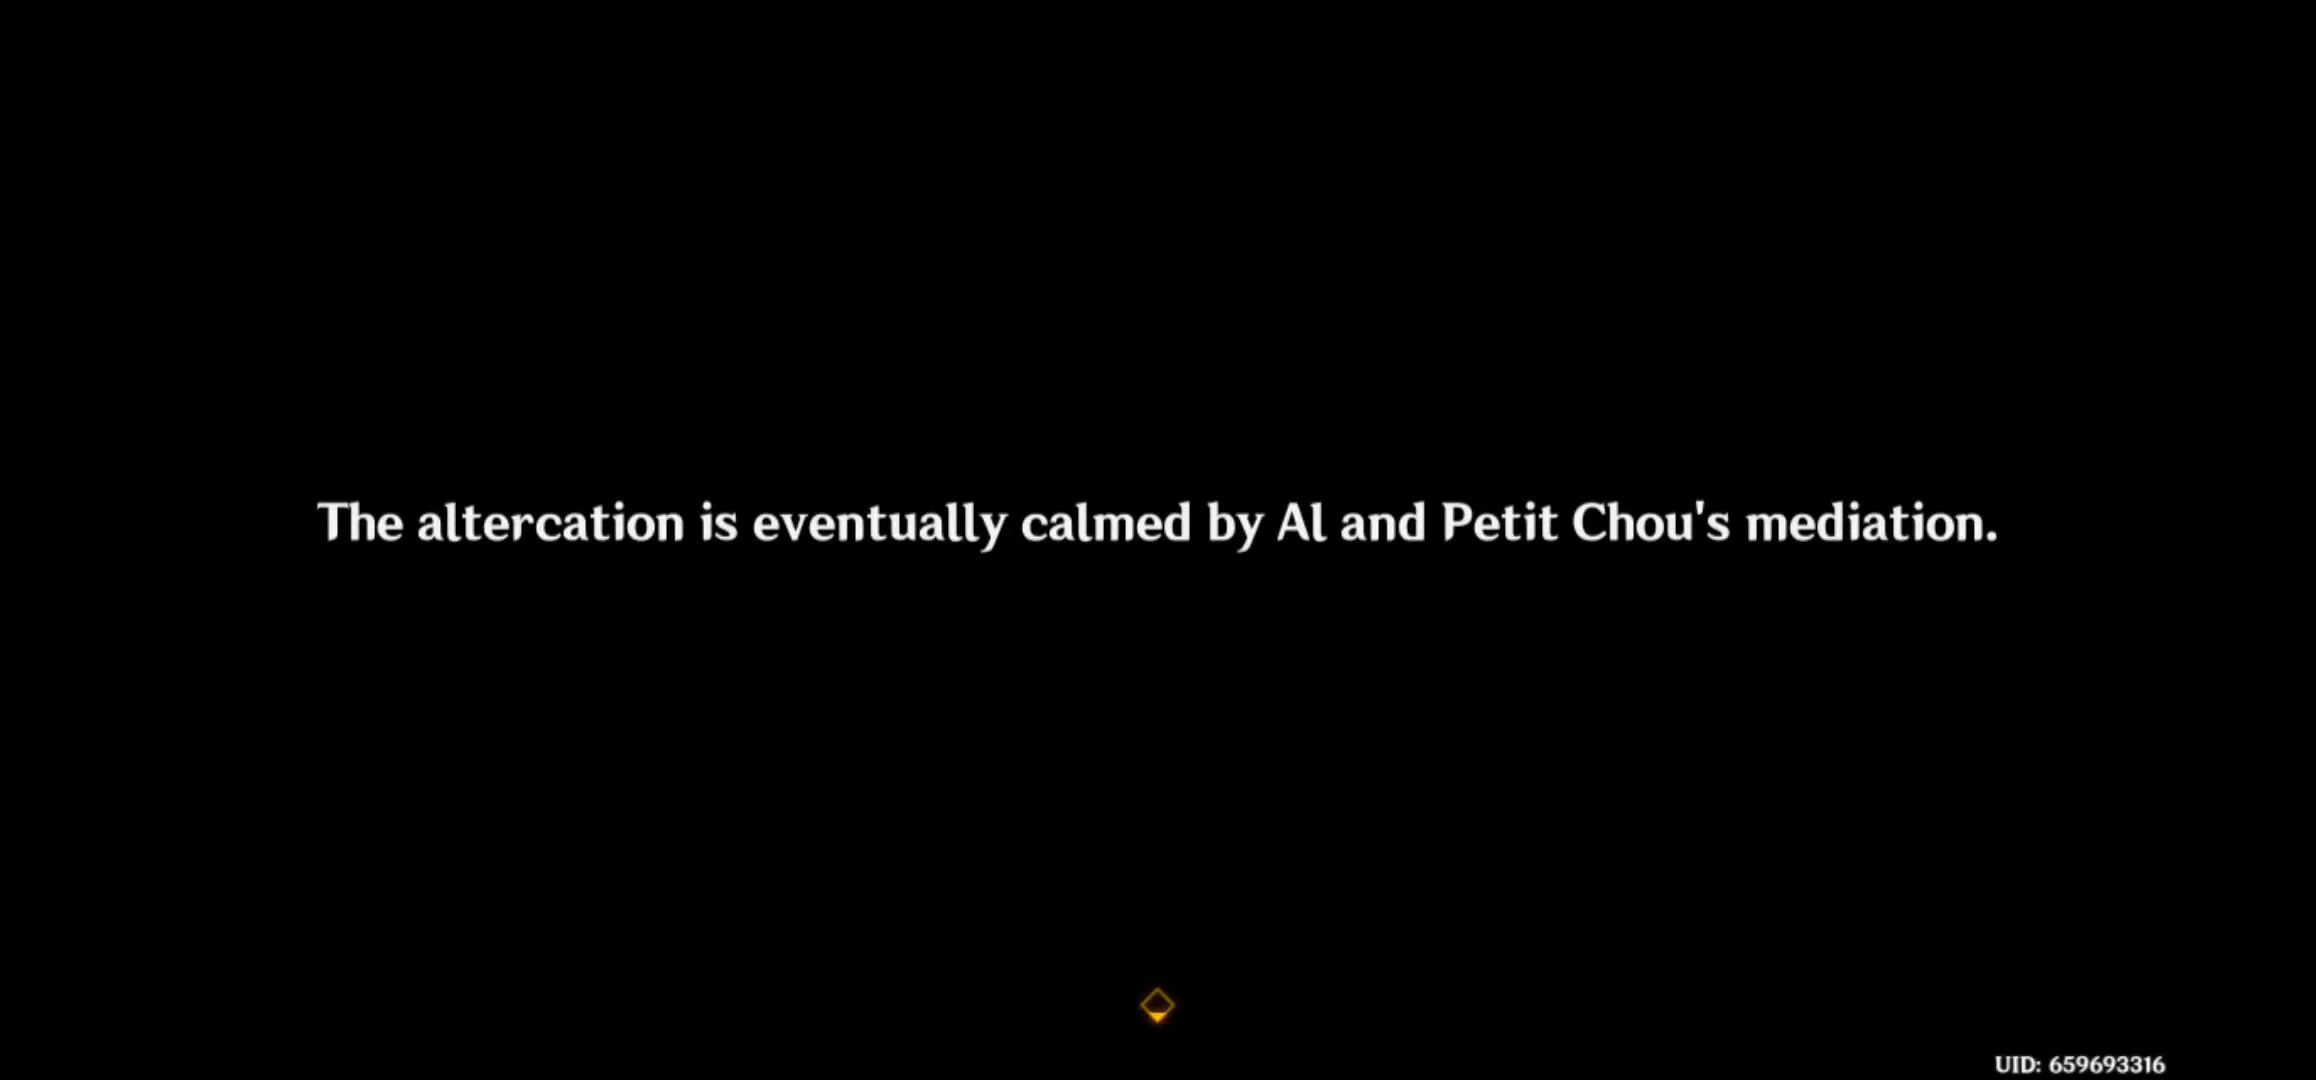 The altercation is eventually calmed by Al and Petit Chou's mediation.
UID: 659693316